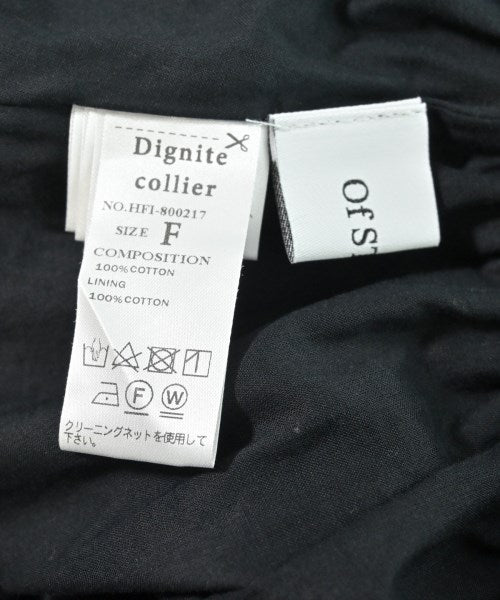 Dignite
collier
NO.HFI-800217
SIZE F
COMPOSITION
100%COTTON
LINING
100%COTTON
F
W
クリーニングネットを使用して
下さい。
Of ST